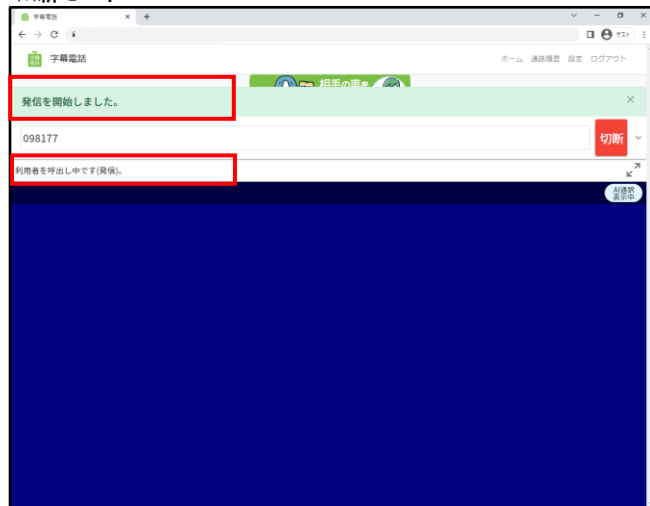 字幕電話
字幕電話
ホーム 通話履歴 設定 ログアウト
相手の声を
発信を開始しました。
098177
切断
利用者を呼出し中です(発信)。
AI通訳
表示中